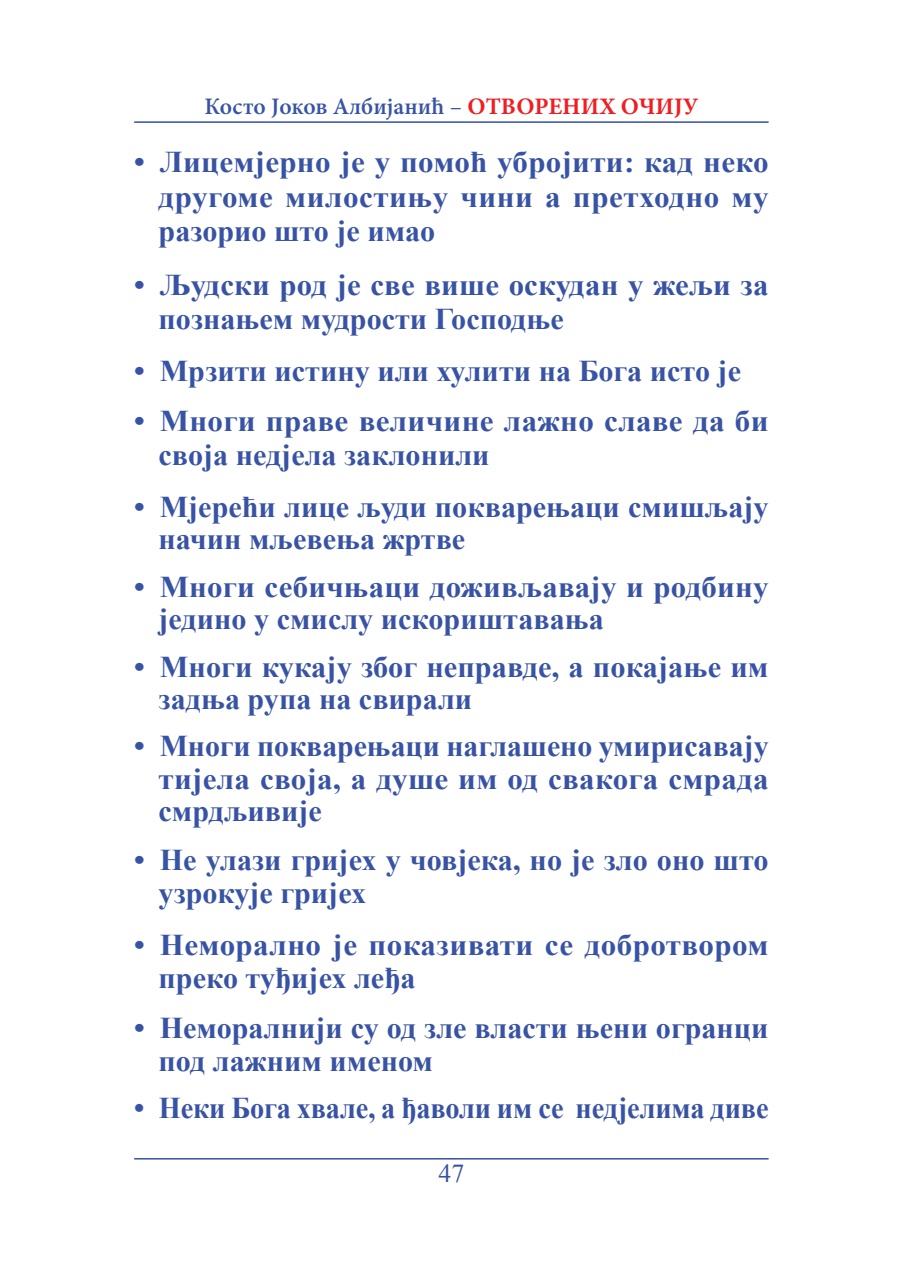 Косто Јоков Албијанић – ОТВОРЕНИХ ОЧИЈУ
• Лицемјерно је у помоћ убројити: кад неко
другоме милостињу чини а претходно му
разорио што је имао
• Људски род је све више оскудан у жељи за
познањем мудрости Господње
• Мрзити истину или хулити на Бога исто је
• Многи праве величине лажно славе да би
своја недјела заклонили
• Мјерећи лице људи покварењаци смишљају
начин мљевења жртве
• Многи себичњаци доживљавају и родбину
једино у смислу искориштавања
• Многи кукају због неправде, а покајање им
задња рупа на свирали
• Многи покварењаци наглашено умирисавају
тијела своја, а душе им од свакога смрада
смрдљивије
• Не улази гријех у човјека, но је зло оно што
узрокује гријех
• Неморално је показивати се добротвором
преко туђијех леђа
• Неморалнији су од зле власти њени огранци
под лажним именом
• Неки Бога хвале, а ђаволи им се недјелима диве
47